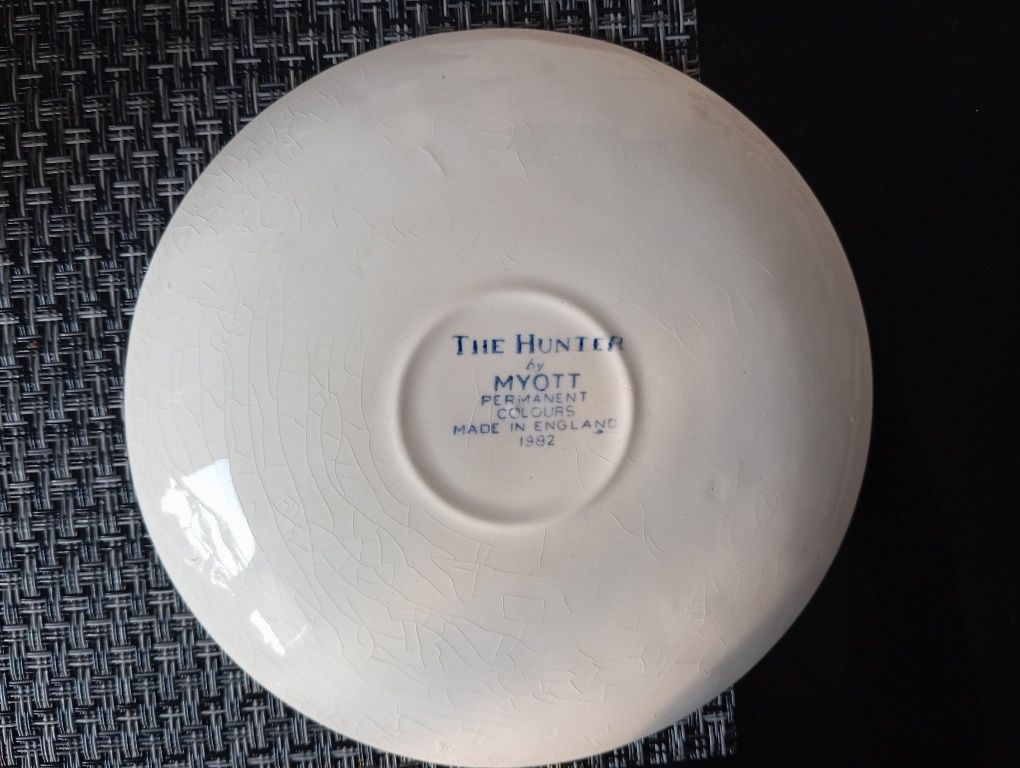 THE HUNTER
by
MYOTT
PERMANENT
COLOURS
MADE IN ENGLAND
1982